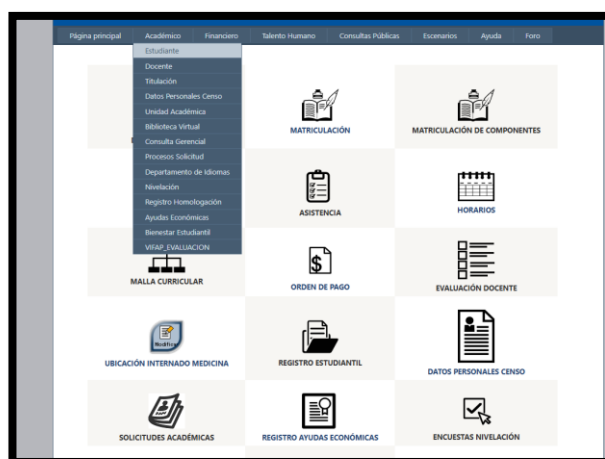 Página principal Académico Financiero Talento Humano Consultas Públicas Escenarios Ayuda Foro
Estudiante
Docente
Titulación
Datos Personales Censo
Unidad Académica
Biblioteca Virtual
Consulta Gerencial
Procesos Solicitud
Departamento de Idiomas
Nivelación
Registro Homologación
Ayudas Económicas
Bienestar Estudiantil
VIFAP_EVALUACION
MATRICULACIÓN MATRICULACIÓN DE COMPONENTES
ASISTENCIA HORARIOS
MALLA CURRICULAR ORDEN DE PAGO EVALUACIÓN DOCENTE
Modificar
UBICACIÓN INTERNADO MEDICINA REGISTRO ESTUDIANTIL DATOS PERSONALES CENSO
SOLICITUDES ACADÉMICAS REGISTRO AYUDAS ECONÓMICAS ENCUESTAS NIVELACIÓN